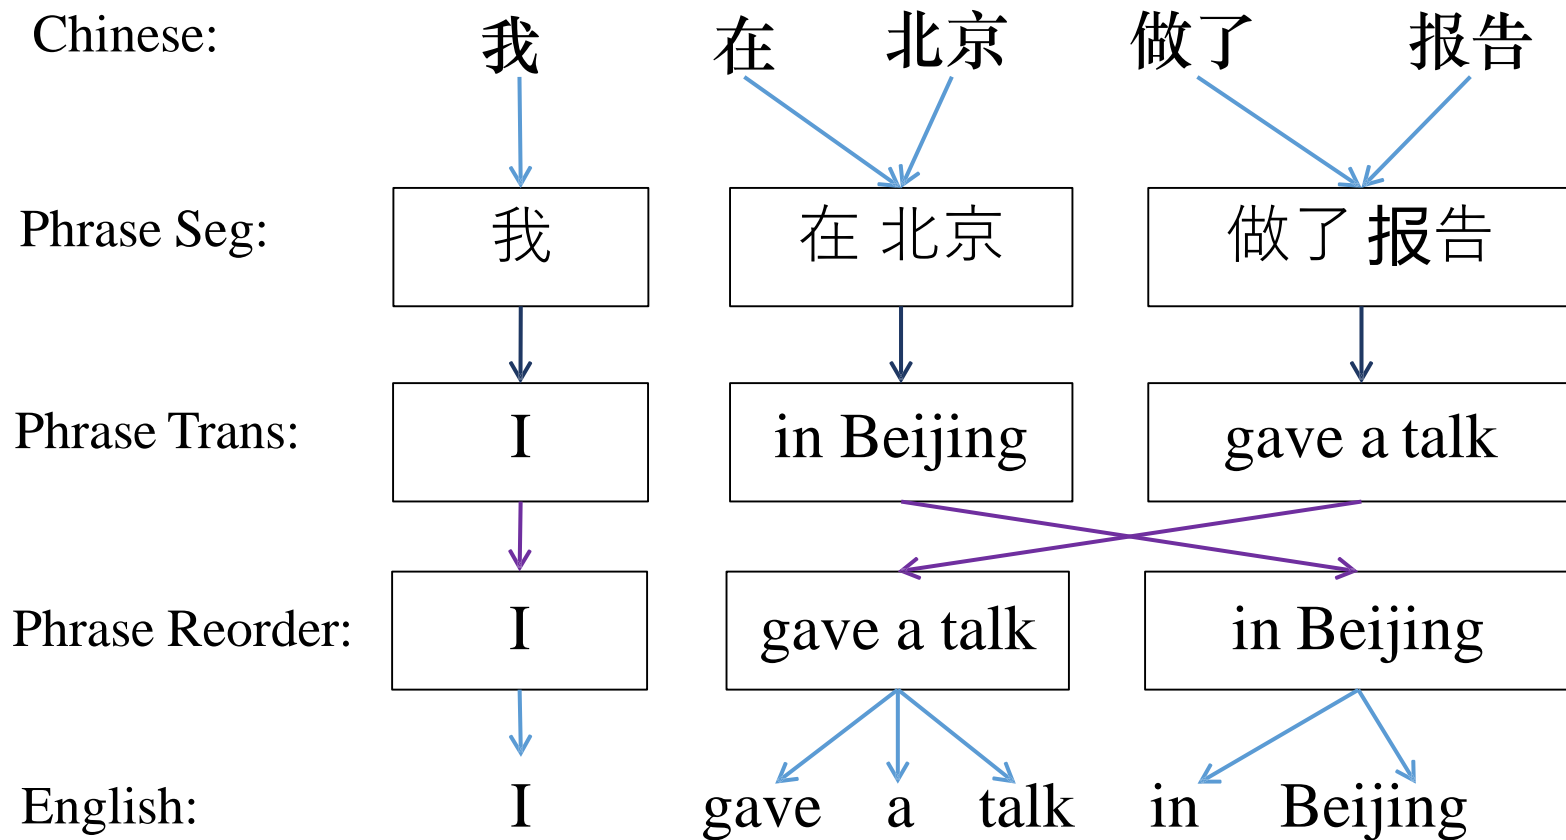 Chinese: 我 在 北京 做了 报告
Phrase Seg: 我 在 北京 做了 报告
Phrase Trans: I in Beijing gave a talk
Phrase Reorder: I gave a talk in Beijing
English: I gave a talk in Beijing